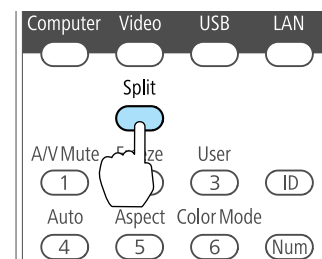 Computer Video USB LAN
Split
A/V Mute User
1 3 ID
Auto Aspect Color Mode
4 5 6 Num